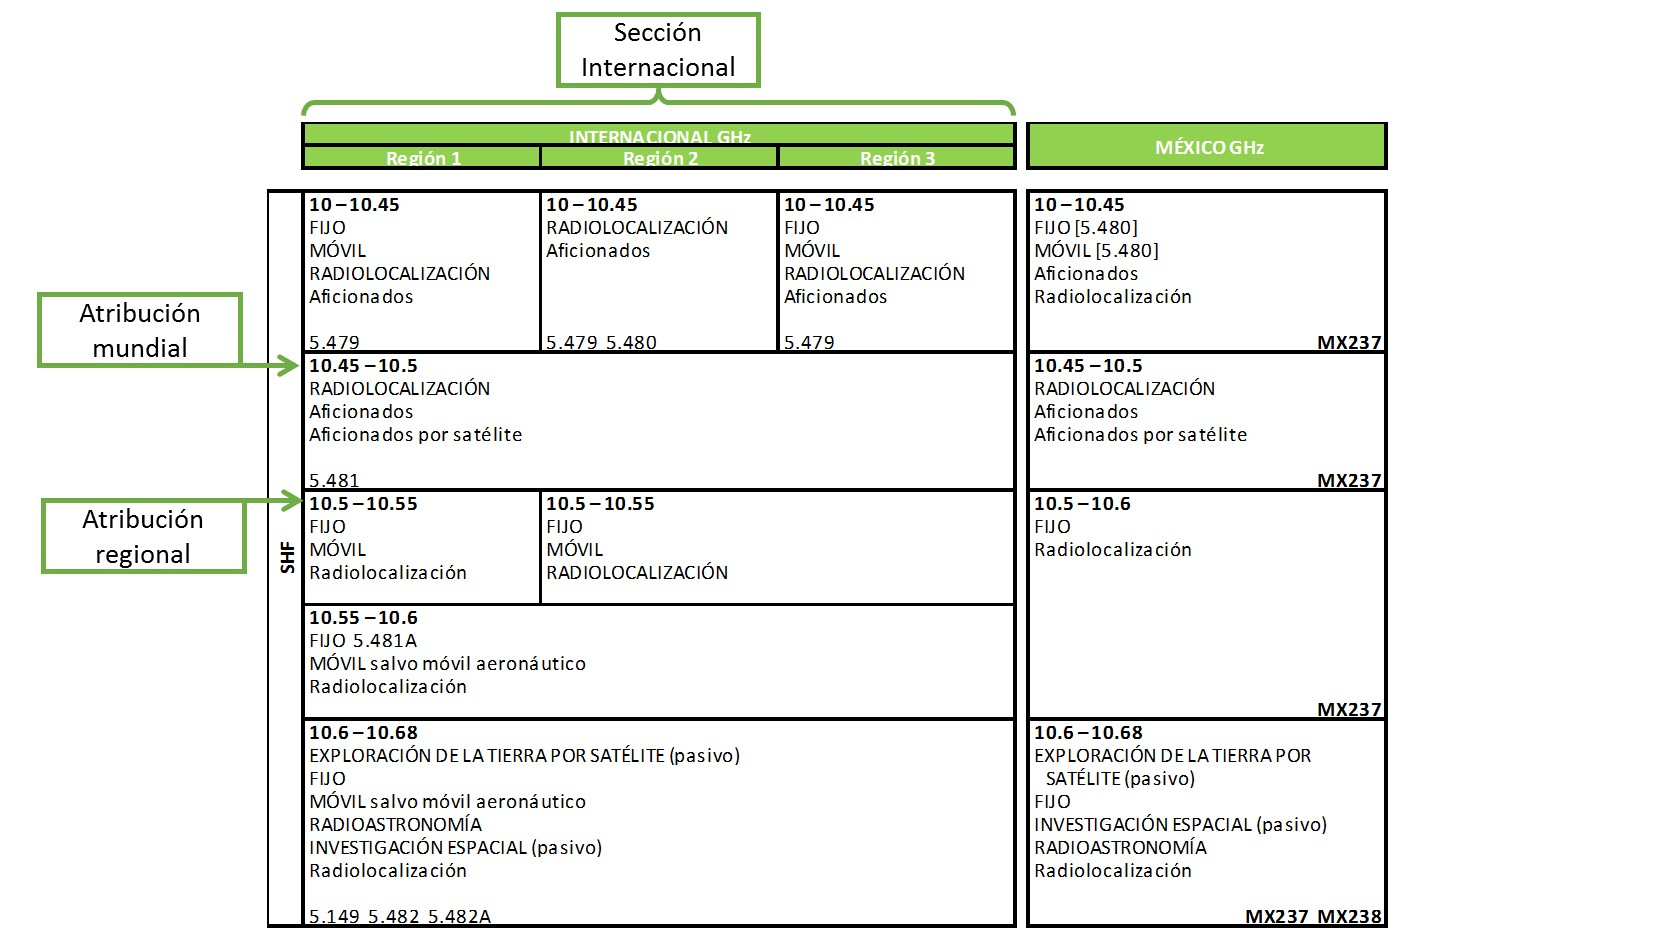 Sección
Internacional
INTERNACIONAL GHz
Región 1
Región 2
Región 3
MÉXICO GHz
Atribución
mundial
Atribución
regional
SHF
10 – 10.45
FIJO
MÓVIL
RADIOLOCALIZACIÓN
Aficionados
5.479
10 – 10.45
RADIOLOCALIZACIÓN
Aficionados
5.479 5.480
10 – 10.45
FIJO
MÓVIL
RADIOLOCALIZACIÓN
Aficionados
5.479
10 – 10.45
FIJO [5.480]
MÓVIL [5.480]
Aficionados
Radiolocalización
MX237
10.45 – 10.5
RADIOLOCALIZACIÓN
Aficionados
Aficionados por satélite
5.481
10.45 – 10.5
RADIOLOCALIZACIÓN
Aficionados
Aficionados por satélite
MX237
10.5 – 10.55
FIJO
MÓVIL
Radiolocalización
10.5 – 10.55
FIJO
MÓVIL
RADIOLOCALIZACIÓN
10.5 – 10.6
FIJO
Radiolocalización
MX237
10.55 – 10.6
FIJO 5.481A
MÓVIL salvo móvil aeronáutico
Radiolocalización
10.6 – 10.68
EXPLORACIÓN DE LA TIERRA POR SATÉLITE (pasivo)
FIJO
MÓVIL salvo móvil aeronáutico
RADIOASTRONOMÍA
INVESTIGACIÓN ESPACIAL (pasivo)
Radiolocalización
5.149 5.482 5.482A
10.6 – 10.68
EXPLORACIÓN DE LA TIERRA POR
SATÉLITE (pasivo)
FIJO
INVESTIGACIÓN ESPACIAL (pasivo)
RADIOASTRONOMÍA
Radiolocalización
MX237 MX238